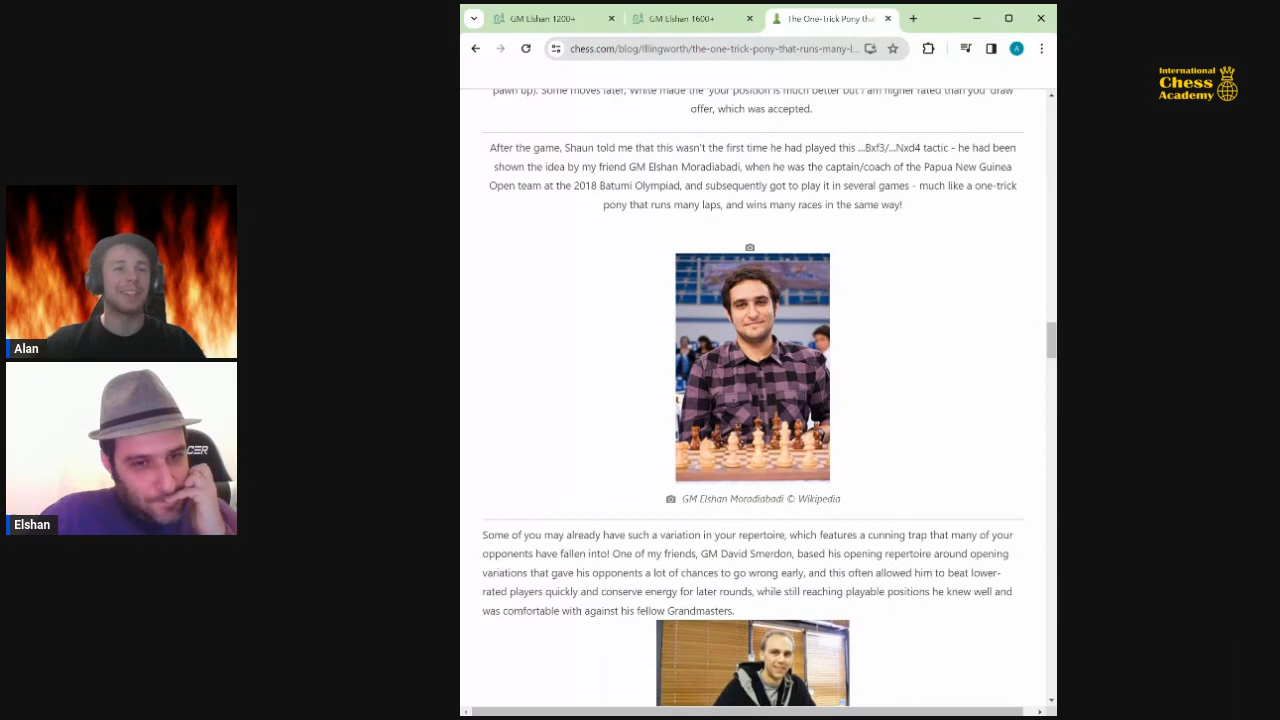 GM Elshan 1200+
GM Elshan 1600+
The One-Trick Pony that
chess.com/blog/Illingworth/the-one-trick-pony-that-runs-many-l...
A
International
Chess
Academy
pawn up). Some moves later, White made the 'your position is much better but I am higher rated than you' draw
offer, which was accepted.
After the game, Shaun told me that this wasn't the first time he had played this ...Bxf3/...Nxd4 tactic - he had been
shown the idea by my friend GM Elshan Moradiabadi, when he was the captain/coach of the Papua New Guinea
Open team at the 2018 Batumi Olympiad, and subsequently got to play it in several games - much like a one-trick
pony that runs many laps, and wins many races in the same way!
GM Elshan Moradiabadi © Wikipedia
Some of you may already have such a variation in your repertoire, which features a cunning trap that many of your
opponents have fallen into! One of my friends, GM David Smerdon, based his opening repertoire around opening
variations that gave his opponents a lot of chances to go wrong early, and this often allowed him to beat lower-
rated players quickly and conserve energy for later rounds, while still reaching playable positions he knew well and
was comfortable with against his fellow Grandmasters.
Alan
CER
Elshan